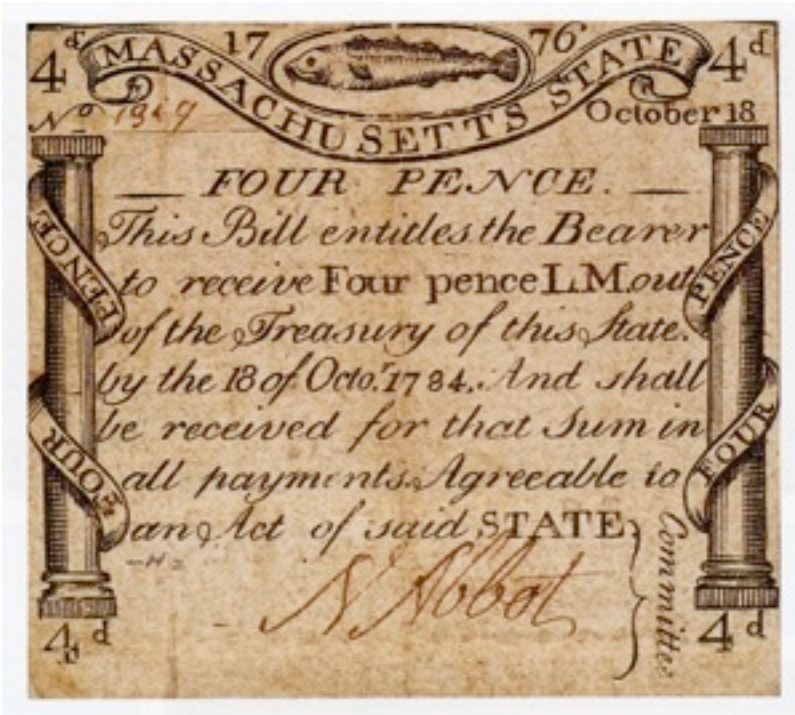 4d 17 76 4d
MASSACHUSETTS STATE
No 1329
October 18
FOUR PENCE.
This Bill entitles the Bearer
to receive Four pence L.M. out
of the Treasury of this State.
by the 18 of Octo.r 1784. And shall
be received for that Sum in
all payments Agreeable to
an Act of said STATE
N Abbot
Committee
PENCE
FOUR
PENCE
FOUR
4d 4d